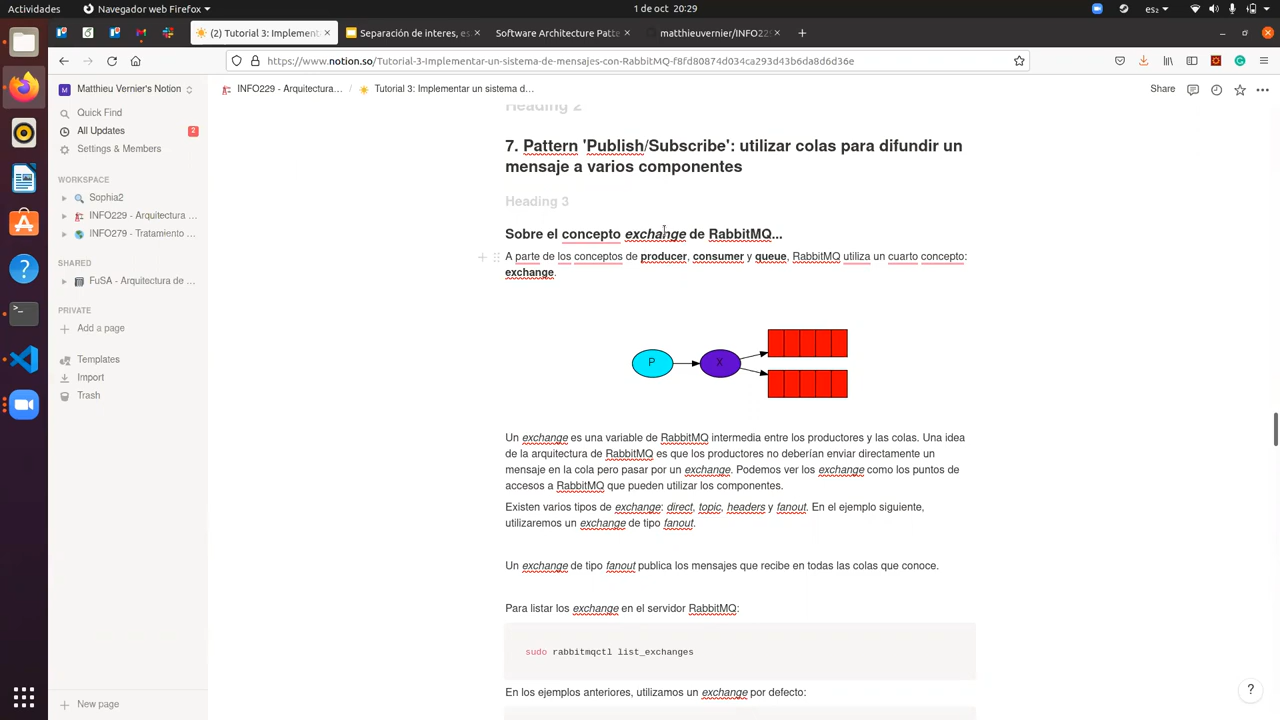 Actividades
Navegador web Firefox
1 de oct 20:29
es₂
(2) Tutorial 3: Implement
Separación de interes, es
Software Architecture Patte
matthieuvernier/INFO229
https://www.notion.so/Tutorial-3-Implementar-un-sistema-de-mensajes-con-RabbitMQ-f8fd80874d034ca293d43b6da8d6d36e
Matthieu Vernier's Notion
INFO229 - Arquitectura... / Tutorial 3: Implementar un sistema d...
Share
Quick Find
All Updates 2
Settings & Members
WORKSPACE
Sophia2
INFO229 - Arquitectura ...
INFO279 - Tratamiento ...
SHARED
FuSA - Arquitectura de ...
PRIVATE
Add a page
Templates
Import
Trash
New page
Heading 2
7. Pattern 'Publish/Subscribe': utilizar colas para difundir un
mensaje a varios componentes
Heading 3
Sobre el concepto exchange de RabbitMQ...
A parte de los conceptos de producer, consumer y queue, RabbitMQ utiliza un cuarto concepto:
exchange.
P
X
Un exchange es una variable de RabbitMQ intermedia entre los productores y las colas. Una idea
de la arquitectura de RabbitMQ es que los productores no deberían enviar directamente un
mensaje en la cola pero pasar por un exchange. Podemos ver los exchange como los puntos de
accesos a RabbitMQ que pueden utilizar los componentes.
Existen varios tipos de exchange: direct, topic, headers y fanout. En el ejemplo siguiente,
utilizaremos un exchange de tipo fanout.
Un exchange de tipo fanout publica los mensajes que recibe en todas las colas que conoce.
Para listar los exchange en el servidor RabbitMQ:
sudo rabbitmqctl list_exchanges
En los ejemplos anteriores, utilizamos un exchange por defecto:
?